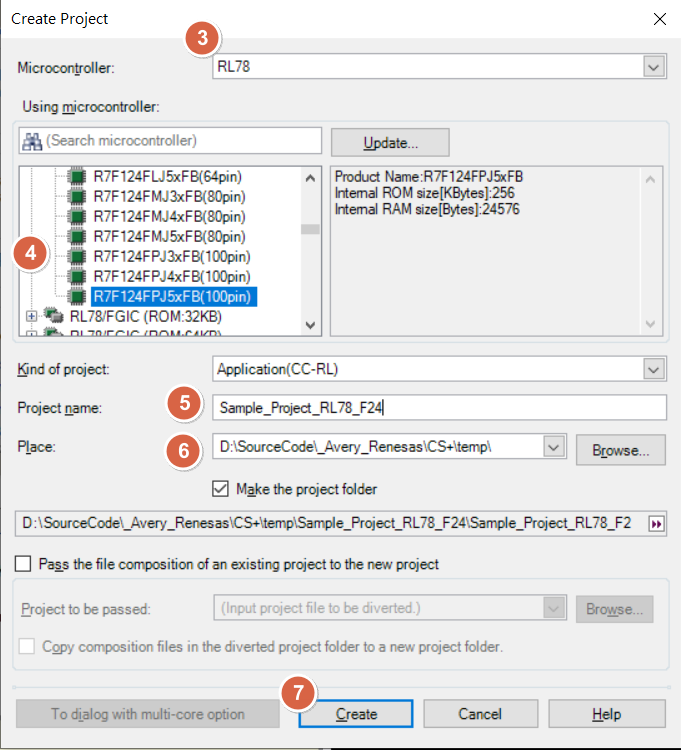 Create Project
3
Microcontroller:
RL78
Using microcontroller:
(Search microcontroller)
Update...
R7F124FLJ5xFB(64pin)
R7F124FMJ3xFB(80pin)
R7F124FMJ4xFB(80pin)
R7F124FMJ5xFB(80pin)
R7F124FPJ3xFB(100pin)
R7F124FPJ4xFB(100pin)
R7F124FPJ5xFB(100pin)
RL78/FGIC (ROM:32KB)
RL78/FGIC (ROM:64KB)
4
Product Name:R7F124FPJ5xFB
Internal ROM size[KBytes]:256
Internal RAM size[Bytes]:24576
Kind of project:
Application(CC-RL)
5
Project name:
Sample_Project_RL78_F24
6
Place:
D:\SourceCode\_Avery_Renesas\CS+\temp\
Browse...
Make the project folder
D:\SourceCode\_Avery_Renesas\CS+\temp\Sample_Project_RL78_F24\Sample_Project_RL78_F2
Pass the file composition of an existing project to the new project
Project to be passed:
(Input project file to be diverted.)
Browse...
Copy composition files in the diverted project folder to a new project folder.
7
To dialog with multi-core option
Create
Cancel
Help